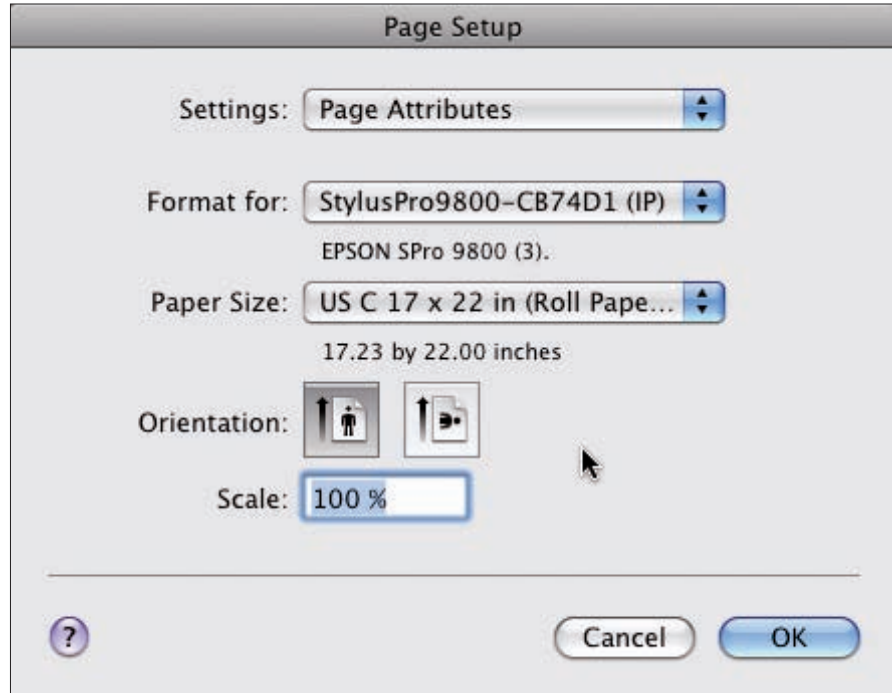 Page Setup
Settings: Page Attributes
Format for: StylusPro9800-CB74D1 (IP)
EPSON SPro 9800 (3).
Paper Size: US C 17 x 22 in (Roll Pape...
17.23 by 22.00 inches
Orientation:
Scale: 100 %
? Cancel OK